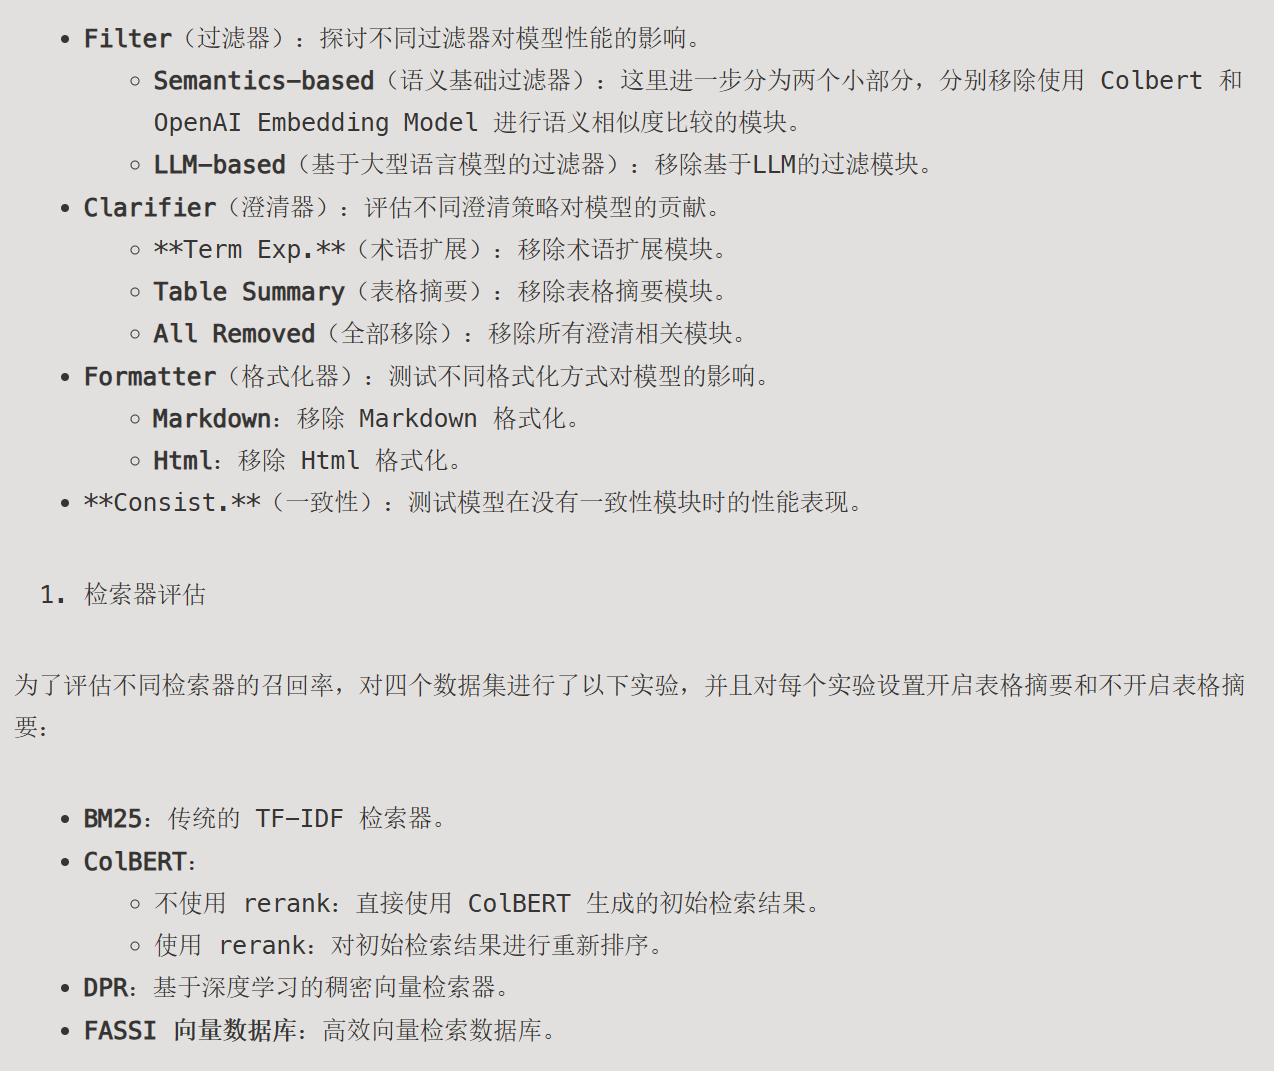 • Filter（过滤器）：探讨不同过滤器对模型性能的影响。
◦ Semantics-based（语义基础过滤器）：这里进一步分为两个小部分，分别移除使用 Colbert 和
OpenAI Embedding Model 进行语义相似度比较的模块。
◦ LLM-based（基于大型语言模型的过滤器）：移除基于LLM的过滤模块。
• Clarifier（澄清器）：评估不同澄清策略对模型的贡献。
◦ **Term Exp.**（术语扩展）：移除术语扩展模块。
◦ Table Summary（表格摘要）：移除表格摘要模块。
◦ All Removed（全部移除）：移除所有澄清相关模块。
• Formatter（格式化器）：测试不同格式化方式对模型的影响。
◦ Markdown：移除 Markdown 格式化。
◦ Html：移除 Html 格式化。
• **Consist.**（一致性）：测试模型在没有一致性模块时的性能表现。
1. 检索器评估
为了评估不同检索器的召回率，对四个数据集进行了以下实验，并且对每个实验设置开启表格摘要和不开启表格摘
要：
• BM25：传统的 TF-IDF 检索器。
• ColBERT：
◦ 不使用 rerank：直接使用 ColBERT 生成的初始检索结果。
◦ 使用 rerank：对初始检索结果进行重新排序。
• DPR：基于深度学习的稠密向量检索器。
• FASSI 向量数据库：高效向量检索数据库。